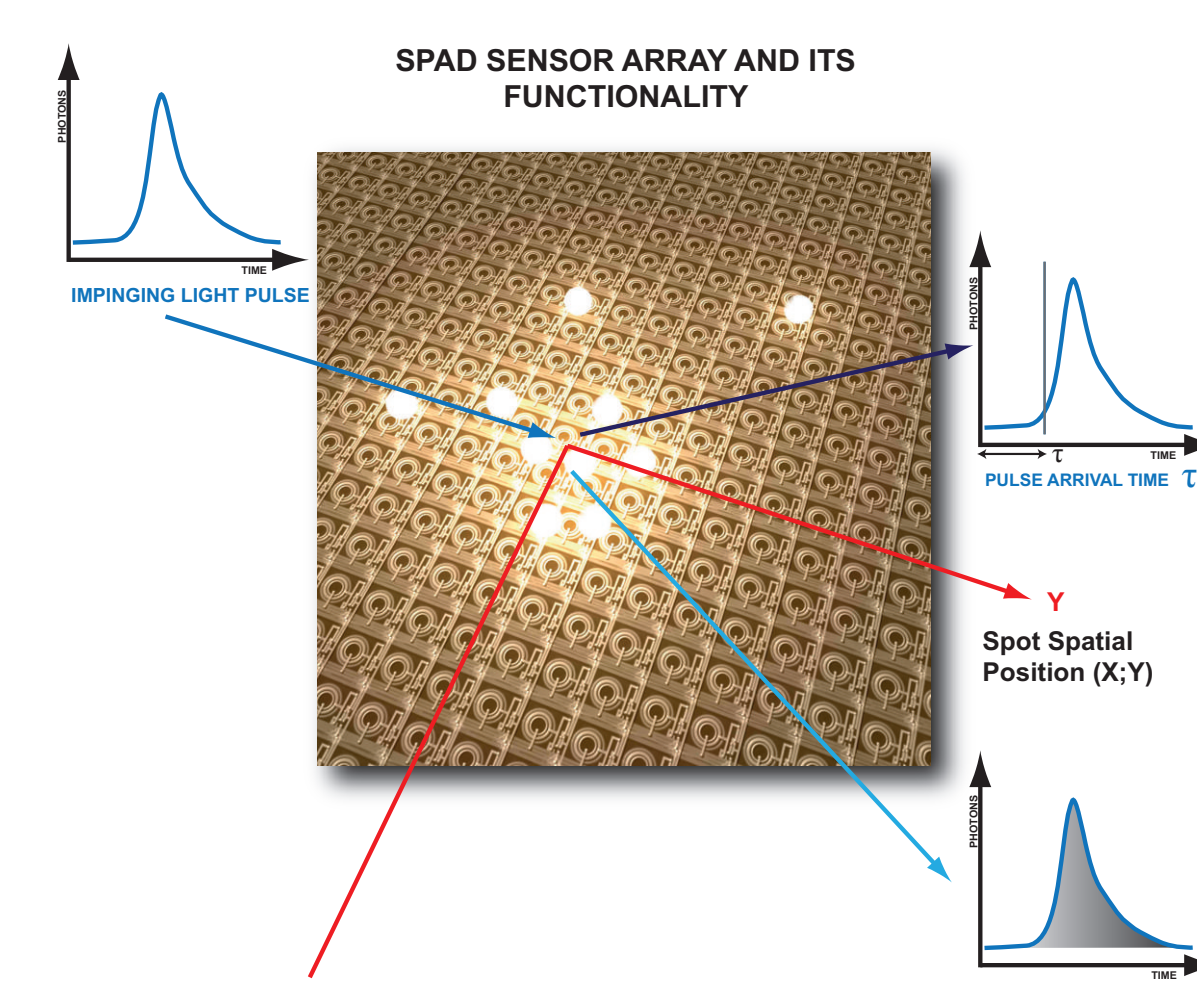 SPAD SENSOR ARRAY AND ITS
FUNCTIONALITY
PHOTONS
TIME
IMPINGING LIGHT PULSE
PHOTONS
τ
TIME
PULSE ARRIVAL TIME τ
Y
Spot Spatial
Position (X;Y)
PHOTONS
TIME